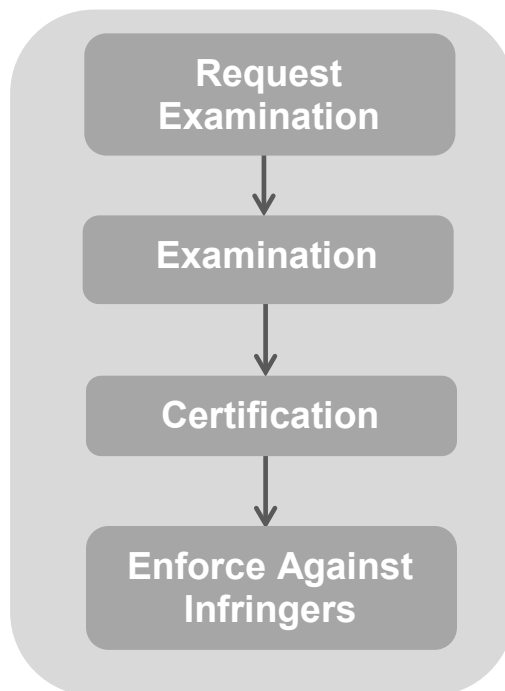 Request
Examination
Examination
Certification
Enforce Against
Infringers